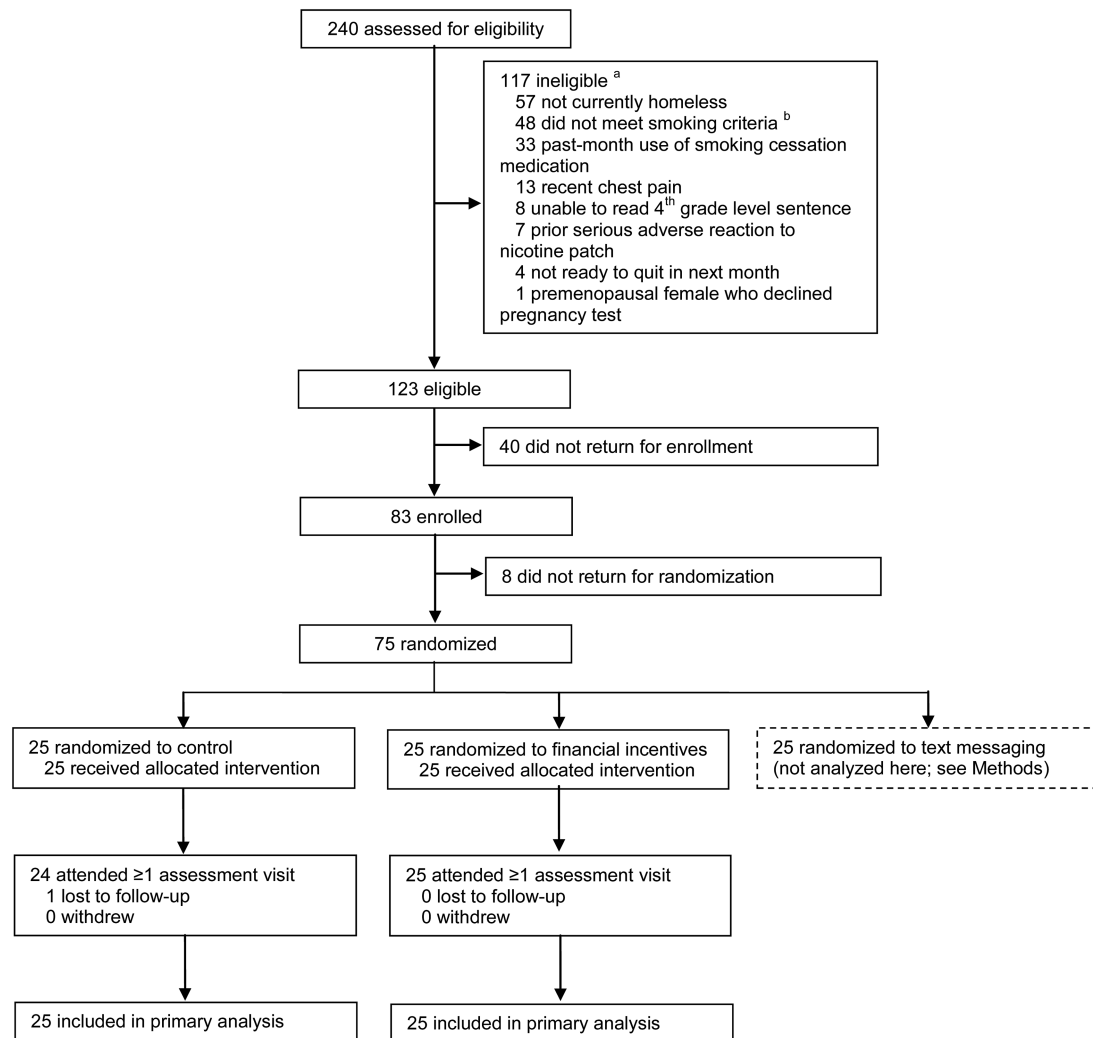 240 assessed for eligibility
117 ineligible a
57 not currently homeless
48 did not meet smoking criteria b
33 past-month use of smoking cessation
medication
13 recent chest pain
8 unable to read 4th grade level sentence
7 prior serious adverse reaction to
nicotine patch
4 not ready to quit in next month
1 premenopausal female who declined
pregnancy test
123 eligible
40 did not return for enrollment
83 enrolled
8 did not return for randomization
75 randomized
25 randomized to control
25 received allocated intervention
25 randomized to financial incentives
25 received allocated intervention
25 randomized to text messaging
(not analyzed here; see Methods)
24 attended ≥1 assessment visit
1 lost to follow-up
0 withdrew
25 attended ≥1 assessment visit
0 lost to follow-up
0 withdrew
25 included in primary analysis
25 included in primary analysis